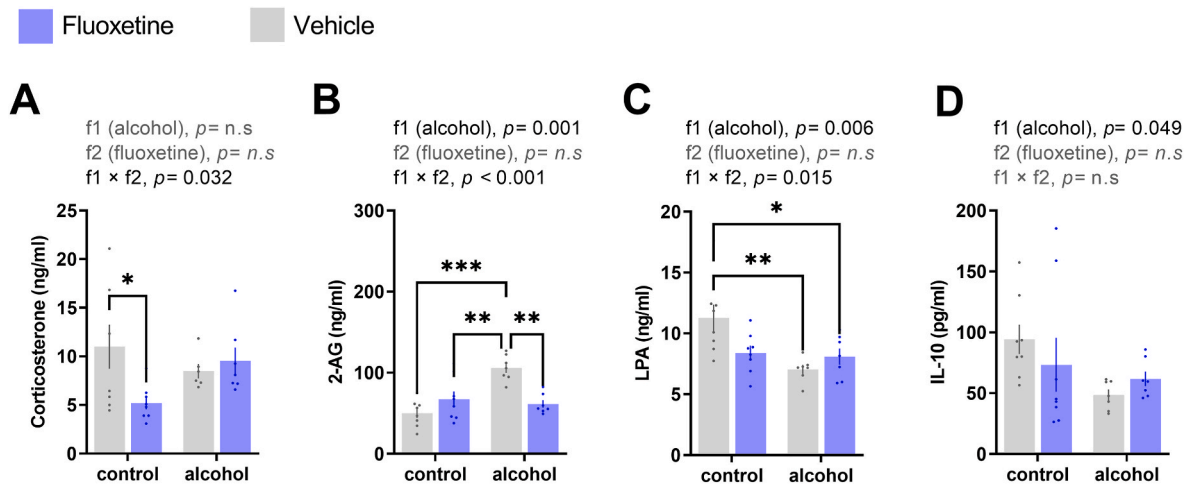 Fluoxetine
Vehicle
A
f1 (alcohol), p= n.s
f2 (fluoxetine), p= n.s
f1 × f2, p= 0.032
Corticosterone (ng/ml)
25
20
15
10
5
0
*
control
alcohol
B
f1 (alcohol), p= 0.001
f2 (fluoxetine), p= n.s
f1 × f2, p < 0.001
2-AG (ng/ml)
300
200
100
0
***
**
**
control
alcohol
C
f1 (alcohol), p= 0.006
f2 (fluoxetine), p= n.s
f1 × f2, p= 0.015
LPA (ng/ml)
20
15
10
5
0
*
**
control
alcohol
D
f1 (alcohol), p= 0.049
f2 (fluoxetine), p= n.s
f1 × f2, p= n.s
IL-10 (pg/ml)
200
150
100
50
0
control
alcohol